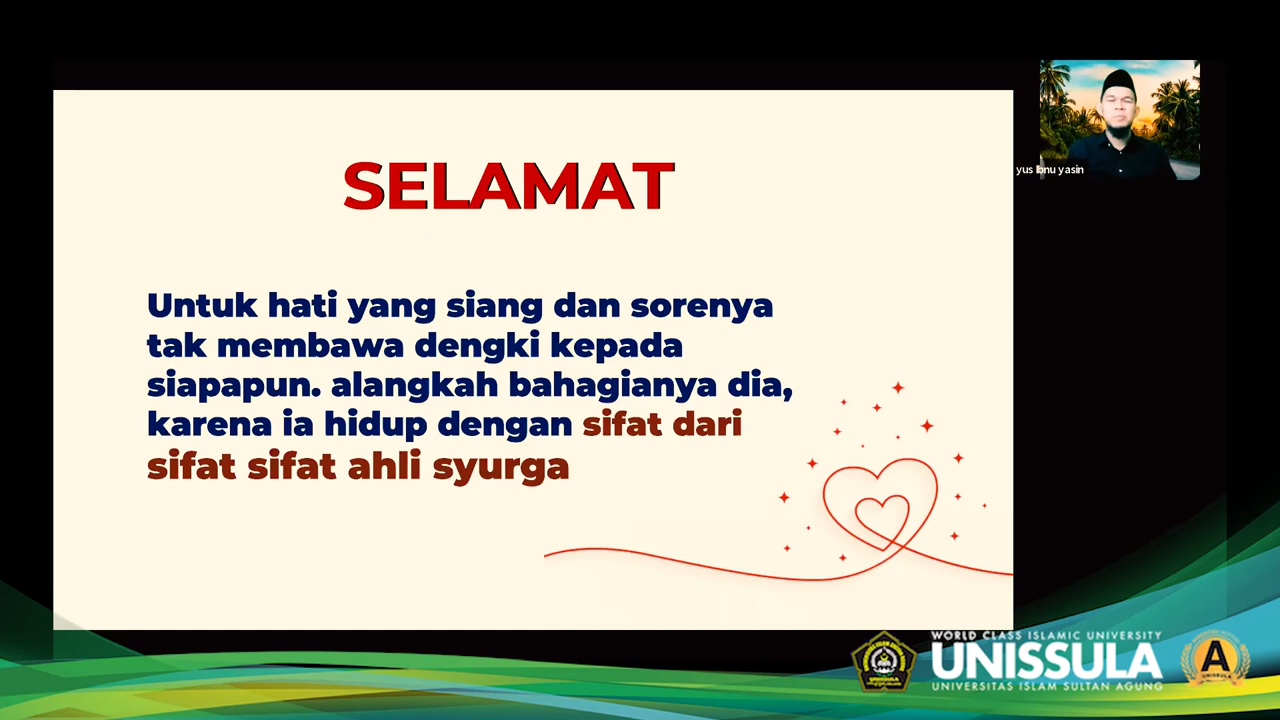 SELAMAT
Untuk hati yang siang dan sorenya
tak membawa dengki kepada
siapapun. alangkah bahagianya dia,
karena ia hidup dengan sifat dari
sifat sifat ahli syurga
yus Ibnu yasin
WORLD CLASS ISLAMIC UNIVERSITY
UNISSULA
UNIVERSITAS ISLAM SULTAN AGUNG
A
UNISSULA